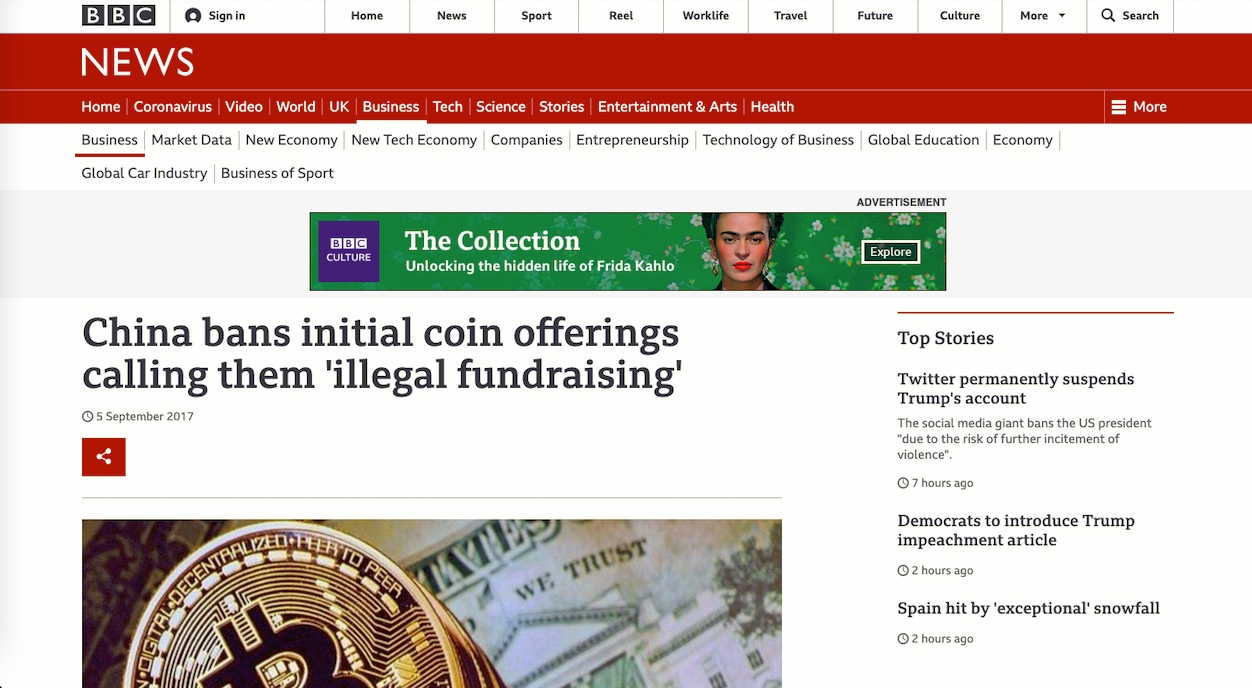 BBC
Sign in
Home
News
Sport
Reel
Worklife
Travel
Future
Culture
More
Search
NEWS
Home
Coronavirus
Video
World
UK
Business
Tech
Science
Stories
Entertainment & Arts
Health
More
Business
Market Data
New Economy
New Tech Economy
Companies
Entrepreneurship
Technology of Business
Global Education
Economy
Global Car Industry
Business of Sport
ADVERTISEMENT
BBC
CULTURE
The Collection
Unlocking the hidden life of Frida Kahlo
Explore
China bans initial coin offerings
calling them 'illegal fundraising'
5 September 2017
DIGITAL • DECENTRALIZED • PEER TO PEER
STATES
WE TRUST
Top Stories
Twitter permanently suspends
Trump's account
The social media giant bans the US president
"due to the risk of further incitement of
violence".
7 hours ago
Democrats to introduce Trump
impeachment article
2 hours ago
Spain hit by 'exceptional' snowfall
2 hours ago